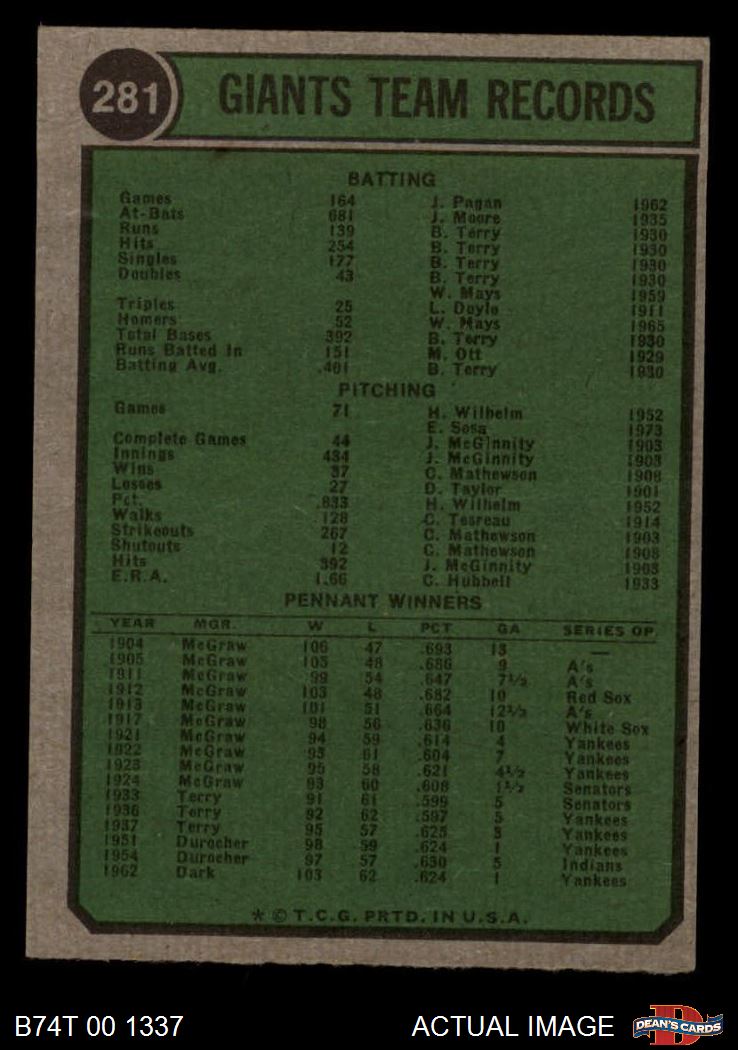 281 GIANTS TEAM RECORDS
BATTING
Games 164 J. Pagan 1962
At-Bats 681 J. Moore 1935
Runs 139 B. Terry 1930
Hits 254 B. Terry 1930
Singles 177 B. Terry 1930
Doubles 43 B. Terry 1930
W. Mays 1959
Triples 25 L. Doyle 1911
Homers 52 W. Mays 1965
Total Bases 392 B. Terry 1930
Runs Batted In 151 M. Ott 1929
Batting Avg. .401 B. Terry 1930
PITCHING
Games 71 H. Wilhelm 1952
E. Sosa 1973
Complete Games 44 J. McGinnity 1903
Innings 434 J. McGinnity 1903
Wins 37 C. Mathewson 1908
Losses 27 D. Taylor 1901
Pct. .833 H. Wilhelm 1952
Walks 128 C. Tesreau 1914
Strikeouts 267 C. Mathewson 1903
Shutouts 12 C. Mathewson 1908
Hits 392 J. McGinnity 1903
E.R.A. 1.66 C. Hubbell 1933
PENNANT WINNERS
YEAR MGR. W L PCT GA SERIES OP.
1904 McGraw 106 47 .693 13 —
1905 McGraw 105 48 .686 9 A's
1911 McGraw 99 54 .647 7½ A's
1912 McGraw 103 48 .682 10 Red Sox
1913 McGraw 101 51 .664 12½ A's
1917 McGraw 98 56 .636 10 White Sox
1921 McGraw 94 59 .614 4 Yankees
1922 McGraw 93 61 .604 7 Yankees
1923 McGraw 95 58 .621 4½ Yankees
1924 McGraw 93 60 .608 1½ Senators
1933 Terry 91 61 .599 5 Senators
1936 Terry 92 62 .597 5 Yankees
1937 Terry 95 57 .625 3 Yankees
1951 Durocher 98 59 .624 1 Yankees
1954 Durocher 97 57 .630 5 Indians
1962 Dark 103 62 .624 1 Yankees
* © T.C.G. PRTD. IN U.S.A.
B74T 00 1337 ACTUAL IMAGE D DEAN'S CARDS